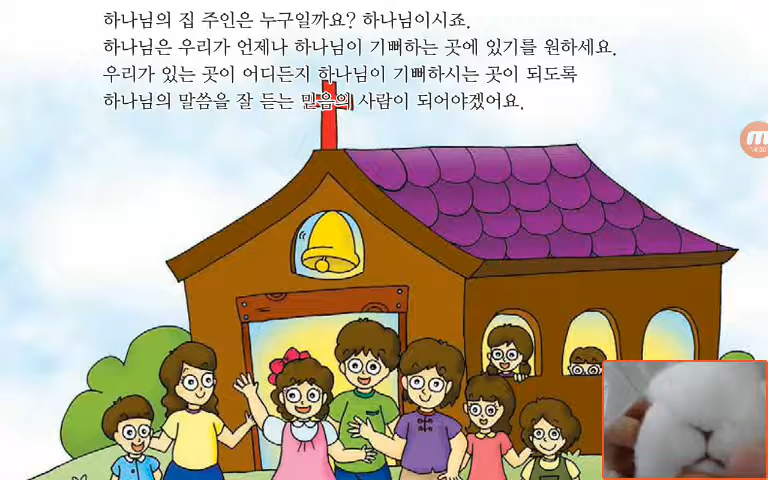 하나님의 집 주인은 누구일까요? 하나님이시죠.
하나님은 우리가 언제나 하나님이 기뻐하는 곳에 있기를 원하세요.
우리가 있는 곳이 어디든지 하나님이 기뻐하시는 곳이 되도록
하나님의 말씀을 잘 듣는 믿음의 사람이 되어야겠어요.